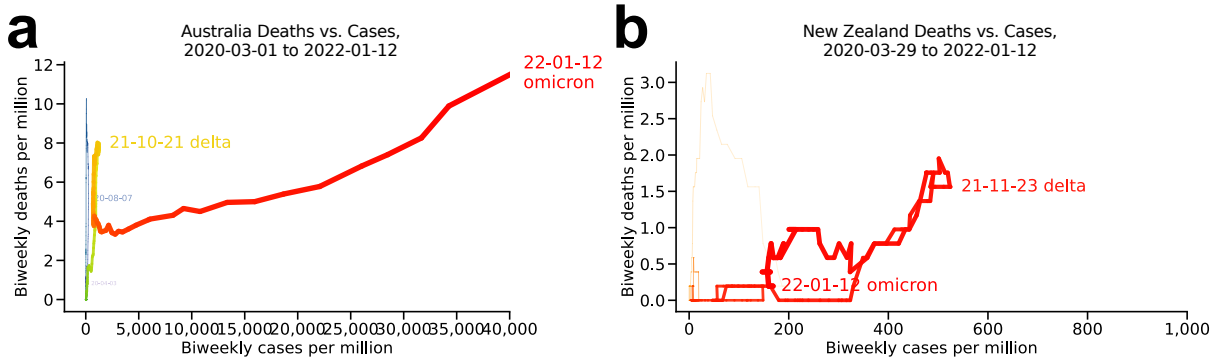 a
Australia Deaths vs. Cases,
2020-03-01 to 2022-01-12
Biweekly deaths per million
12
10
8
6
4
2
0
22-01-12
omicron
21-10-21 delta
20-08-07
0
5,000
10,000
15,000
20,000
25,000
30,000
35,000
40,000
Biweekly cases per million
b
New Zealand Deaths vs. Cases,
2020-03-29 to 2022-01-12
Biweekly deaths per million
3.0
2.5
2.0
1.5
1.0
0.5
0.0
21-11-23 delta
22-01-12 omicron
0
200
400
600
800
1,000
Biweekly cases per million